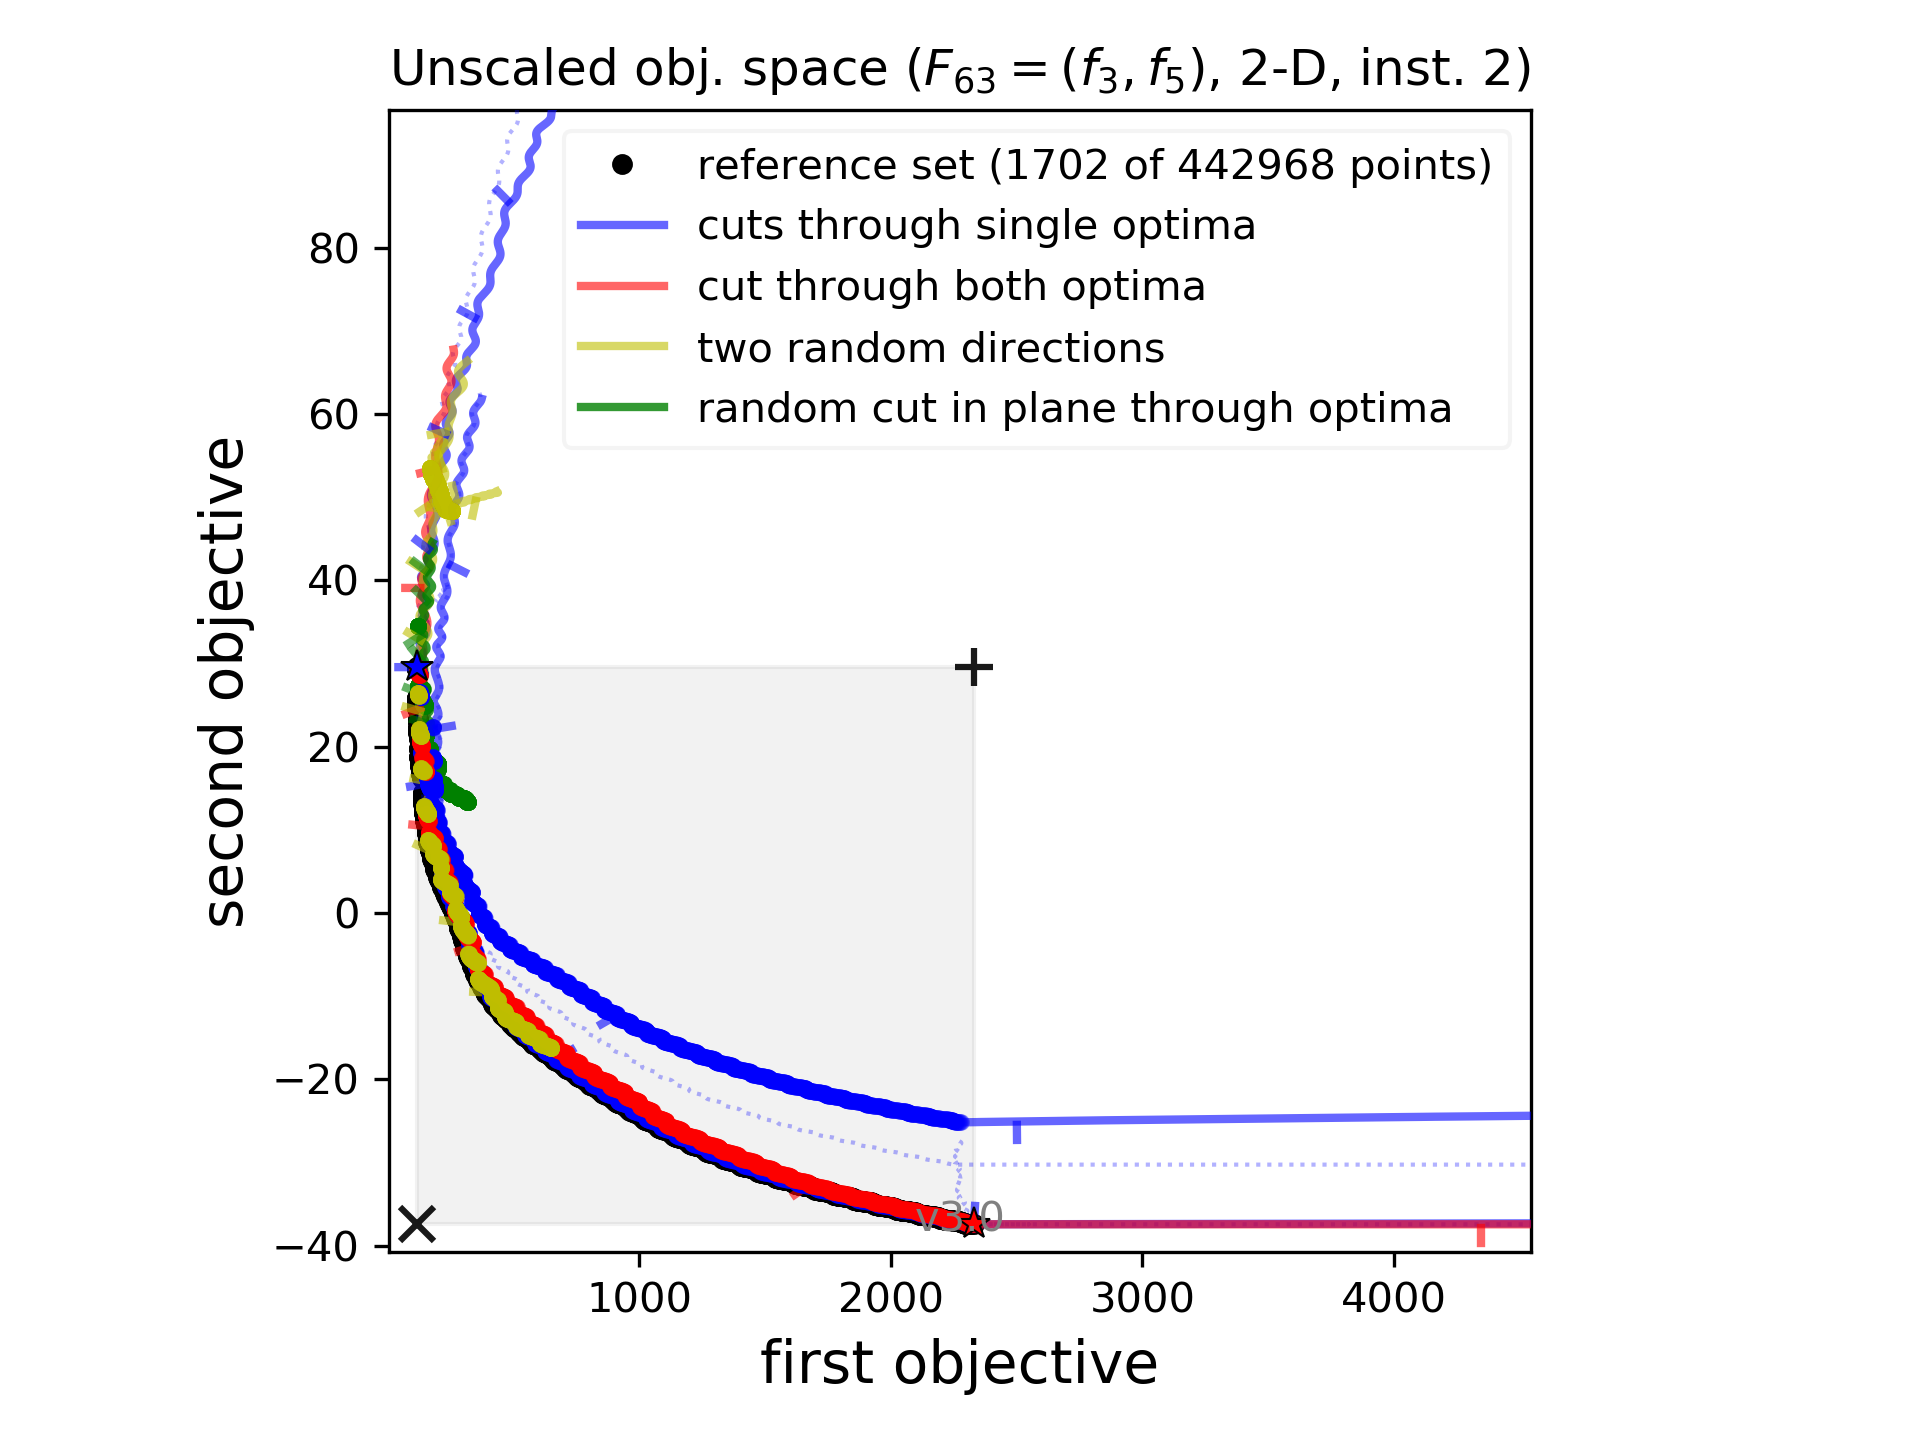 Unscaled obj. space (F63 = (f3, f5), 2-D, inst. 2)
reference set (1702 of 442968 points)
cuts through single optima
cut through both optima
two random directions
random cut in plane through optima
80
60
40
20
0
−20
−40
second objective
v3.0
1000 2000 3000 4000
first objective